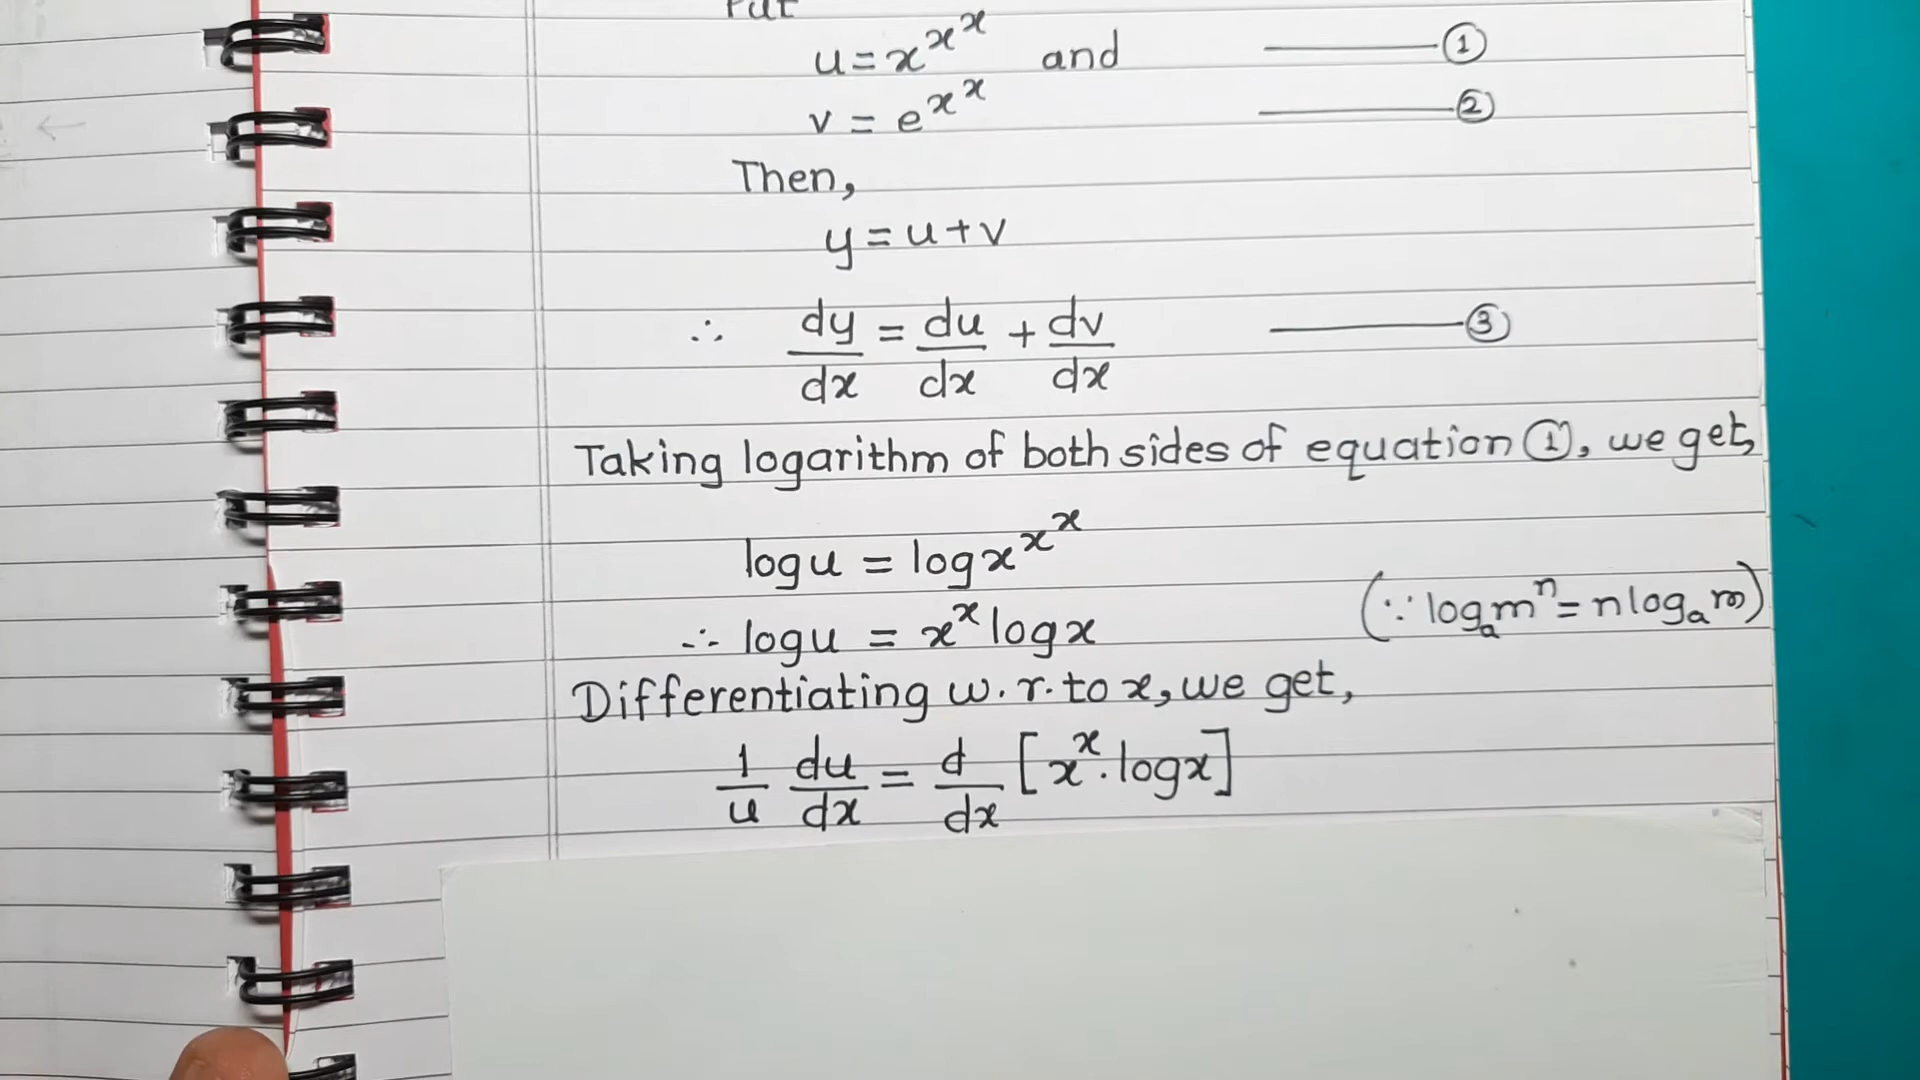 Put
u = x^{x^x} and ——— ①
v = e^{x^x} ——— ②
Then,
y = u + v
∴ dy/dx = du/dx + dv/dx ——— ③
Taking logarithm of both sides of equation ①, we get,
log u = log x^{x^x}
∴ log u = x^x log x (∵ log_a m^n = n log_a m)
Differentiating w.r.to x, we get,
1/u du/dx = d/dx [x^x . log x]